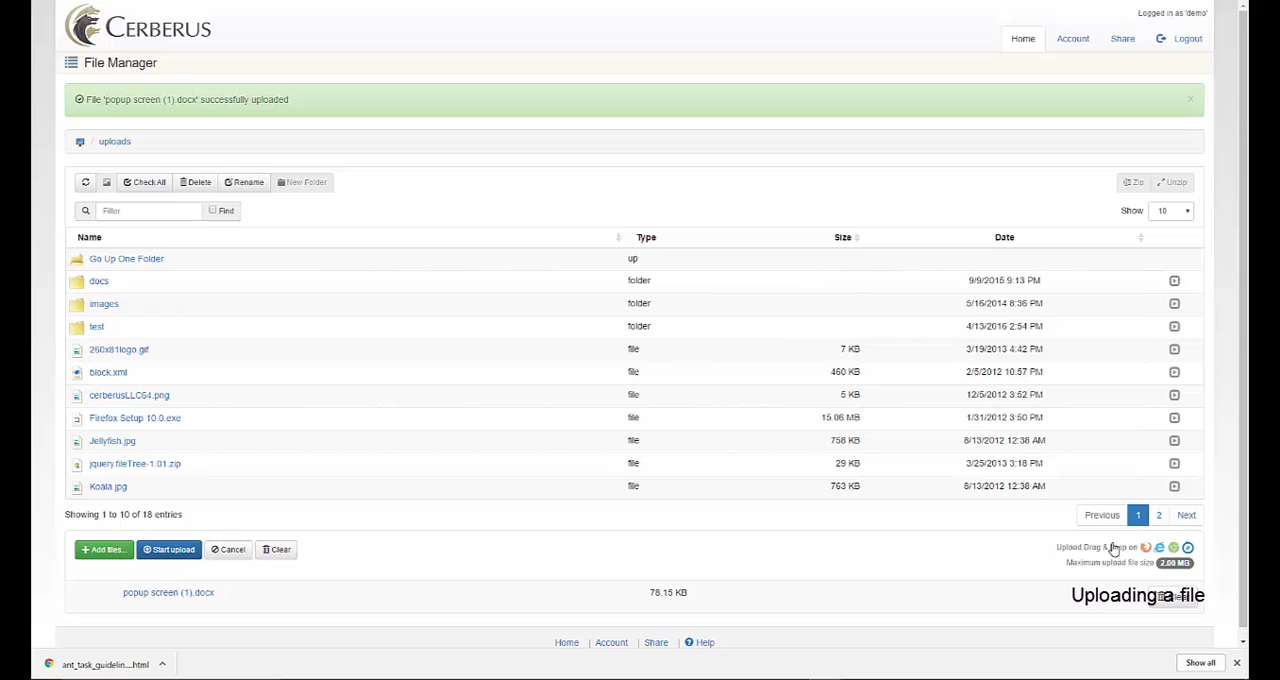 Logged in as 'demo'
CERBERUS
Home Account Share Logout
File Manager
File 'popup screen (1).docx' successfully uploaded ×
/ uploads
Check All Delete Rename New Folder Zip Unzip
Filter Find Show 10
Name Type Size Date
Go Up One Folder up
docs folder 9/9/2015 9:13 PM
images folder 5/16/2014 8:36 PM
test folder 4/13/2016 2:54 PM
260x81logo.gif file 7 KB 3/19/2013 4:42 PM
block.xml file 460 KB 2/5/2012 10:57 PM
cerberusLLC64.png file 5 KB 12/5/2012 3:52 PM
Firefox Setup 10.0.exe file 15.06 MB 1/31/2012 3:50 PM
Jellyfish.jpg file 758 KB 8/13/2012 12:38 AM
jquery.fileTree-1.01.zip file 29 KB 3/25/2013 3:18 PM
Koala.jpg file 763 KB 8/13/2012 12:38 AM
Showing 1 to 10 of 18 entries Previous 1 2 Next
+ Add files... Start upload Cancel Clear Upload Drag & on
Maximum upload file size 2.00 MB
popup screen (1).docx 78.15 KB Uploading a file
Home | Account | Share | Help
ant_task_guidelin....html Show all